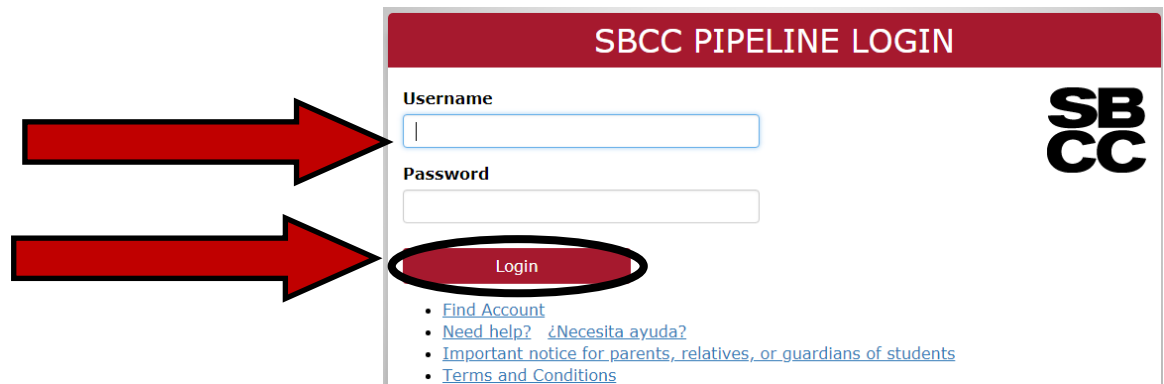 SBCC PIPELINE LOGIN
Username
SB
CC
Password
Login
Find Account
Need help? ¿Necesita ayuda?
Important notice for parents, relatives, or guardians of students
Terms and Conditions